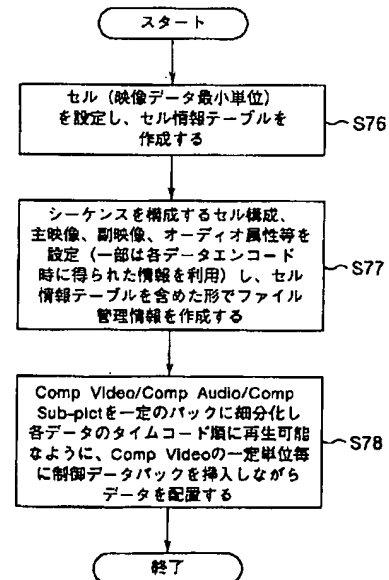 スタート
セル（映像データ最小単位）
を設定し、セル情報テーブルを
作成する
S76
シーケンスを構成するセル構成、
主映像、副映像、オーディオ属性等を
設定（一部は各データエンコード
時に得られた情報を利用）し、セル
情報テーブルを含めた形でファイル
管理情報を作成する
S77
Comp Video/Comp Audio/Comp
Sub-pictを一定のパックに細分化し
各データのタイムコード順に再生可能
なように、Comp Videoの一定単位毎
に制御データパックを挿入しながら
データを配置する
S78
終了